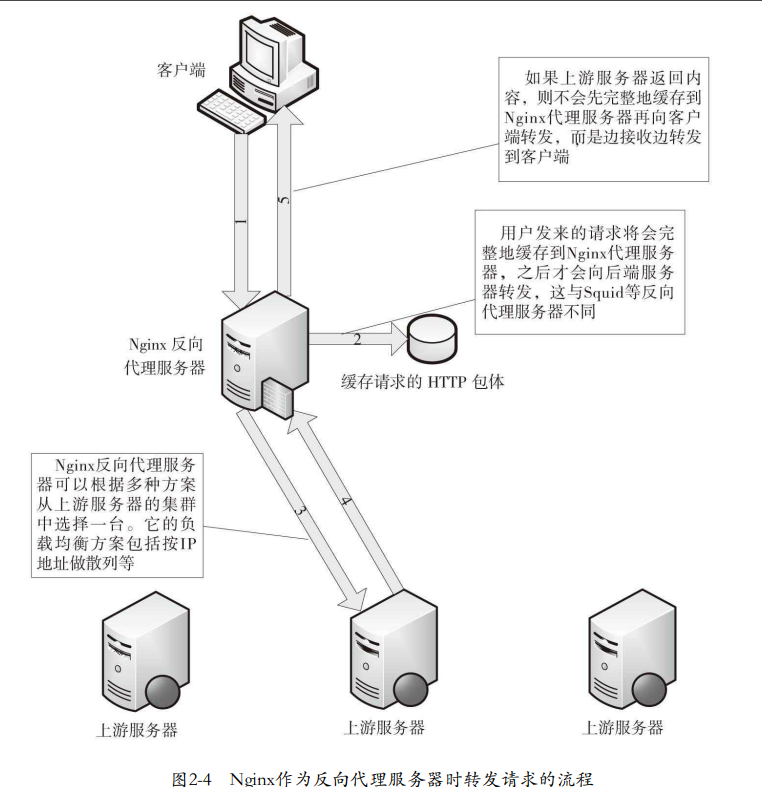 客户端
如果上游服务器返回内
容，则不会先完整地缓存到
Nginx代理服务器再向客户
端转发，而是边接收边转发
到客户端
1
5
用户发来的请求将会完
整地缓存到Nginx代理服务
器，之后才会向后端服务
器转发，这与Squid等反向
代理服务器不同
Nginx 反向
代理服务器
2
缓存请求的 HTTP 包体
Nginx反向代理服务
器可以根据多种方案
从上游服务器的集群
中选择一台。它的负
载均衡方案包括按IP
地址做散列等
3
4
上游服务器
上游服务器
上游服务器
图2-4 Nginx作为反向代理服务器时转发请求的流程